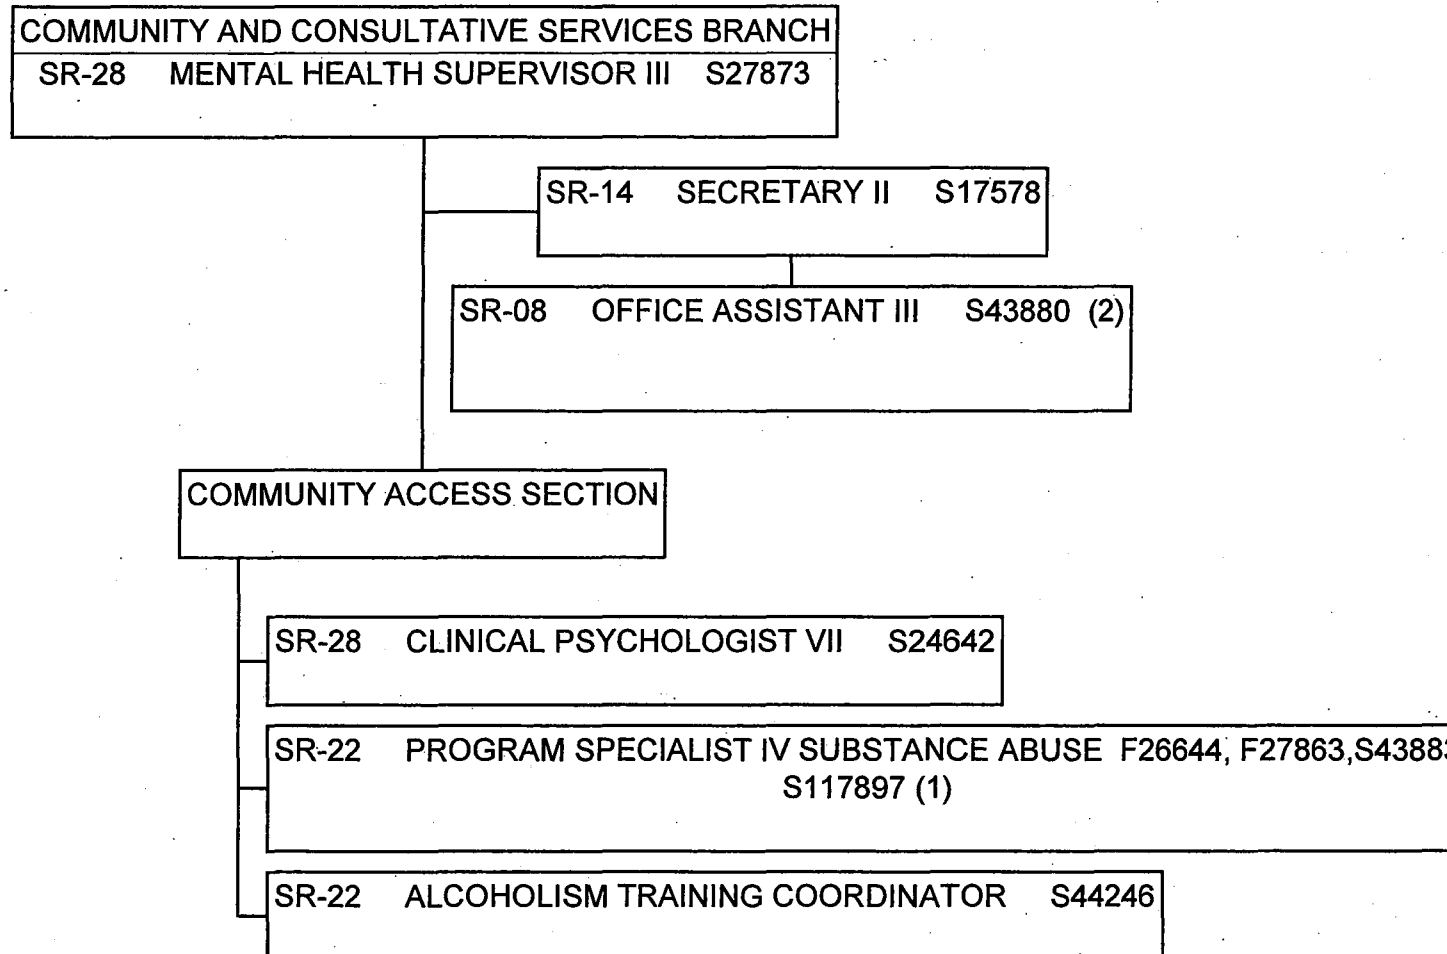 COMMUNITY AND CONSULTATIVE SERVICES BRANCH
SR-28 MENTAL HEALTH SUPERVISOR III S27873
SR-14 SECRETARY II S17578
SR-08 OFFICE ASSISTANT III S43880 (2)
COMMUNITY ACCESS SECTION
SR-28 CLINICAL PSYCHOLOGIST VII S24642
SR-22 PROGRAM SPECIALIST IV SUBSTANCE ABUSE F26644, F27863,S43883
S117897 (1)
SR-22 ALCOHOLISM TRAINING COORDINATOR S44246